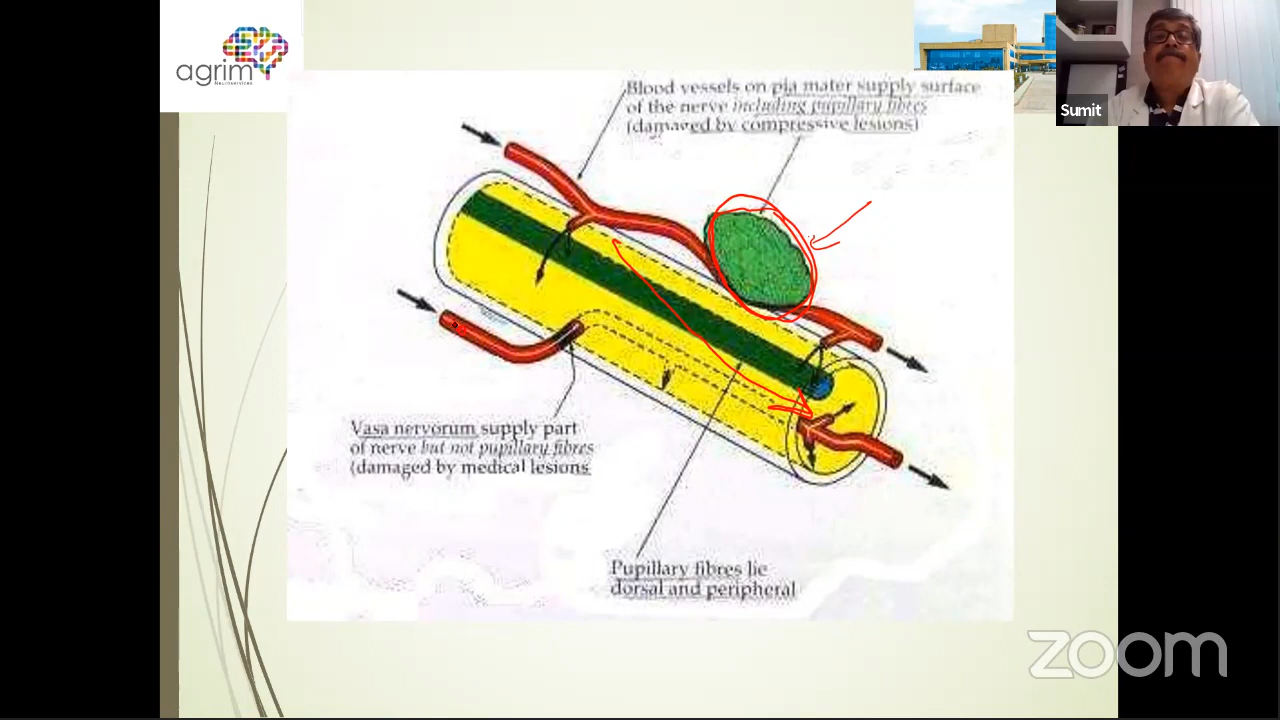 agrim
Neuroservices
Sumit
Blood vessels on pia mater supply surface
of the nerve including pupillary fibres
(damaged by compressive lesions)
Vasa nervorum supply part
of nerve but not pupillary fibres
(damaged by medical lesions
Pupillary fibres lie
dorsal and peripheral
zoom